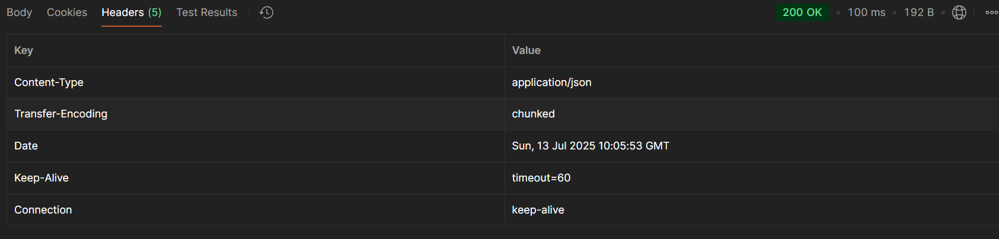 Body Cookies Headers (5) Test Results 200 OK • 100 ms • 192 B •
Key Value
Content-Type application/json
Transfer-Encoding chunked
Date Sun, 13 Jul 2025 10:05:53 GMT
Keep-Alive timeout=60
Connection keep-alive